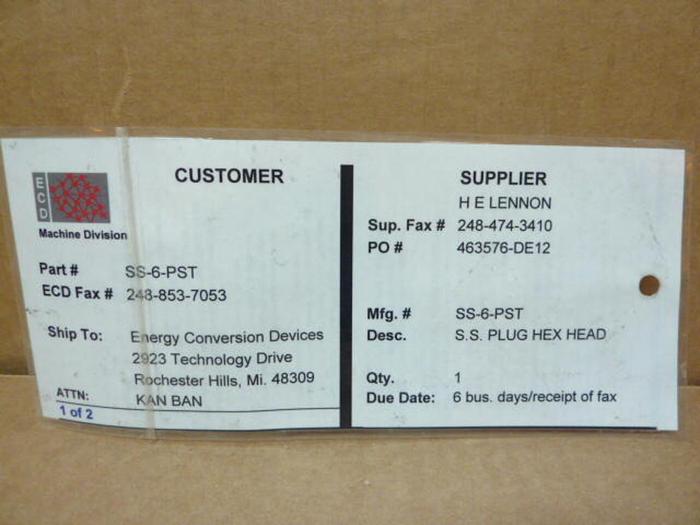 ECD
Machine Division
CUSTOMER
Part # SS-6-PST
ECD Fax # 248-853-7053
Ship To: Energy Conversion Devices
2923 Technology Drive
Rochester Hills, Mi. 48309
ATTN: KAN BAN
1 of 2
SUPPLIER
H E LENNON
Sup. Fax # 248-474-3410
PO # 463576-DE12
Mfg. # SS-6-PST
Desc. S.S. PLUG HEX HEAD
Qty. 1
Due Date: 6 bus. days/receipt of fax